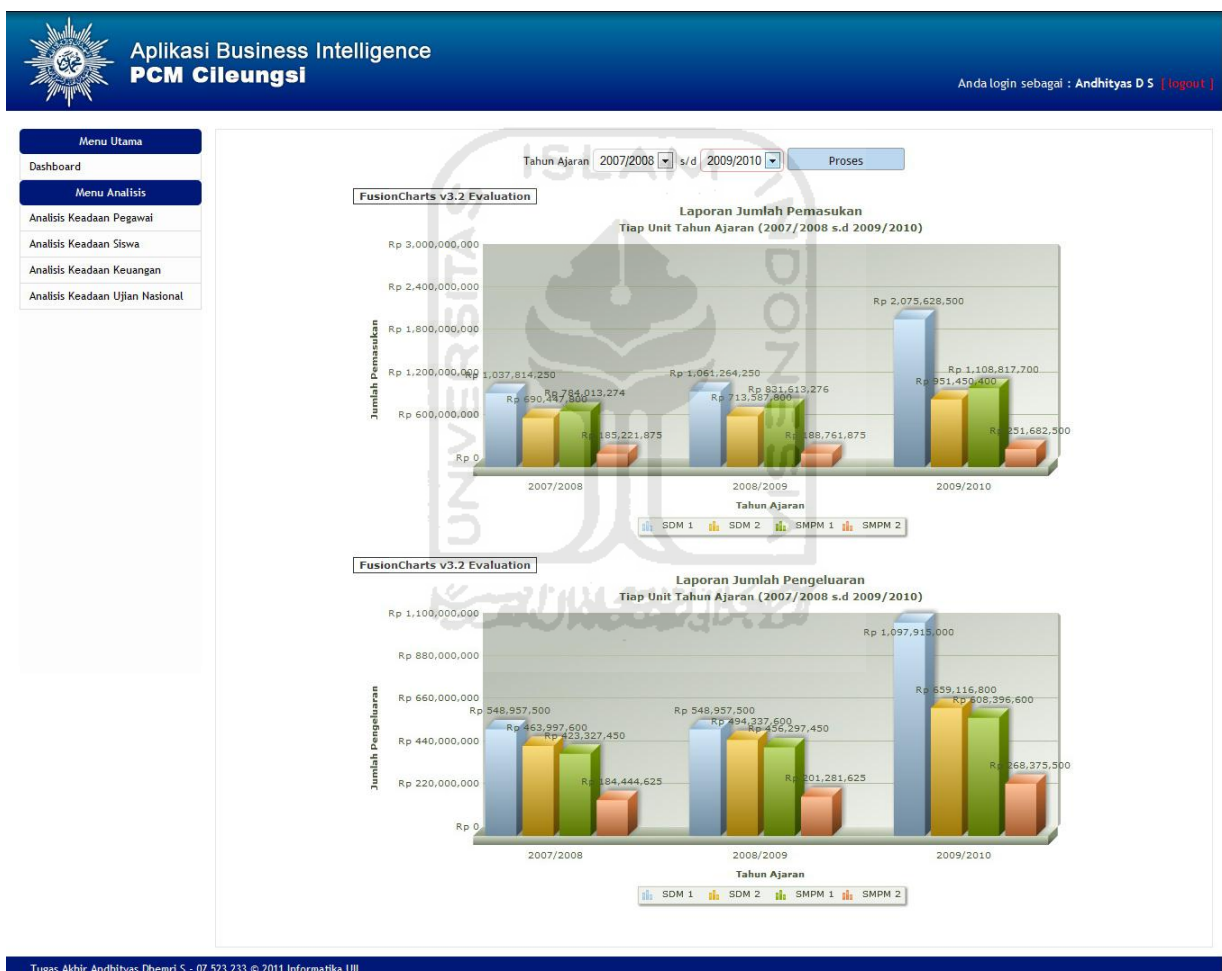 Aplikasi Business Intelligence
PCM Cileungsi
Anda login sebagai : Andhityas D S [ logout ]
Menu Utama
Dashboard
Menu Analisis
Analisis Keadaan Pegawai
Analisis Keadaan Siswa
Analisis Keadaan Keuangan
Analisis Keadaan Ujian Nasional
Tahun Ajaran 2007/2008 s/d 2009/2010 Proses
FusionCharts v3.2 Evaluation
Laporan Jumlah Pemasukan
Tiap Unit Tahun Ajaran (2007/2008 s.d 2009/2010)
Jumlah Pemasukan
Rp 3,000,000,000
Rp 2,400,000,000
Rp 1,800,000,000
Rp 1,200,000,000
Rp 600,000,000
Rp 0
Rp 1,037,814,250
Rp 690,447,800
Rp 784,013,274
Rp 185,221,875
Rp 1,061,264,250
Rp 713,587,800
Rp 831,613,276
Rp 188,761,875
Rp 2,075,628,500
Rp 951,450,400
Rp 1,108,817,700
Rp 251,682,500
2007/2008 2008/2009 2009/2010
Tahun Ajaran
SDM 1 SDM 2 SMPM 1 SMPM 2
FusionCharts v3.2 Evaluation
Laporan Jumlah Pengeluaran
Tiap Unit Tahun Ajaran (2007/2008 s.d 2009/2010)
Jumlah Pengeluaran
Rp 1,100,000,000
Rp 880,000,000
Rp 660,000,000
Rp 440,000,000
Rp 220,000,000
Rp 0
Rp 548,957,500
Rp 463,997,600
Rp 423,327,450
Rp 184,444,625
Rp 548,957,500
Rp 494,337,600
Rp 456,297,450
Rp 201,281,625
Rp 1,097,915,000
Rp 659,116,800
Rp 608,396,600
Rp 268,375,500
2007/2008 2008/2009 2009/2010
Tahun Ajaran
SDM 1 SDM 2 SMPM 1 SMPM 2
UNIVERSITAS ISLAM INDONESIA
Tugas Akhir Andhityas Dhemri S - 07 523 233 © 2011 Informatika UII